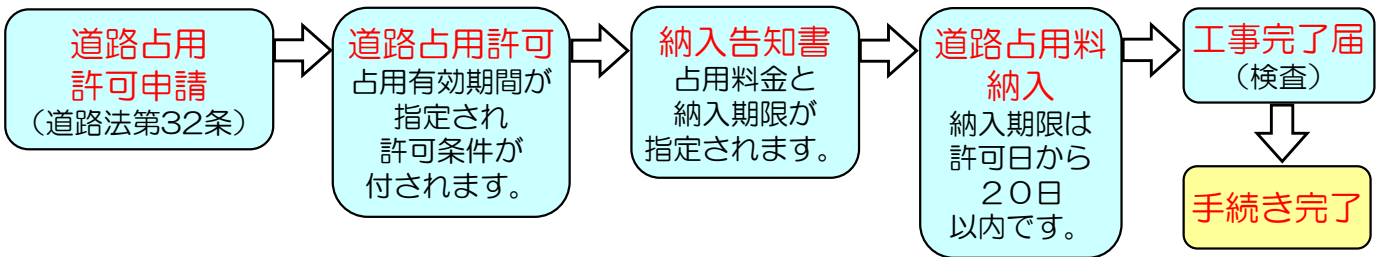 道路占用
許可申請
（道路法第32条）
道路占用許可
占用有効期間が
指定され
許可条件が
付されます。
納入告知書
占用料金と
納入期限が
指定されます。
道路占用料
納入
納入期限は
許可日から
２０日
以内です。
工事完了届
（検査）
手続き完了